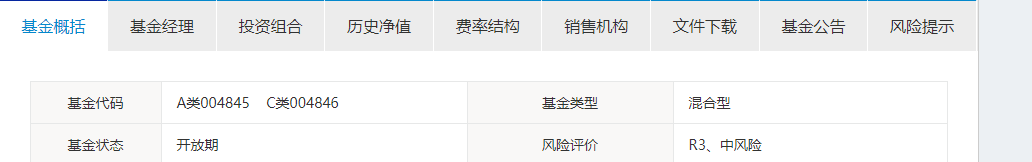 基金概括 基金经理 投资组合 历史净值 费率结构 销售机构 文件下载 基金公告 风险提示
基金代码 A类004845 C类004846 基金类型 混合型
基金状态 开放期 风险评价 R3、中风险